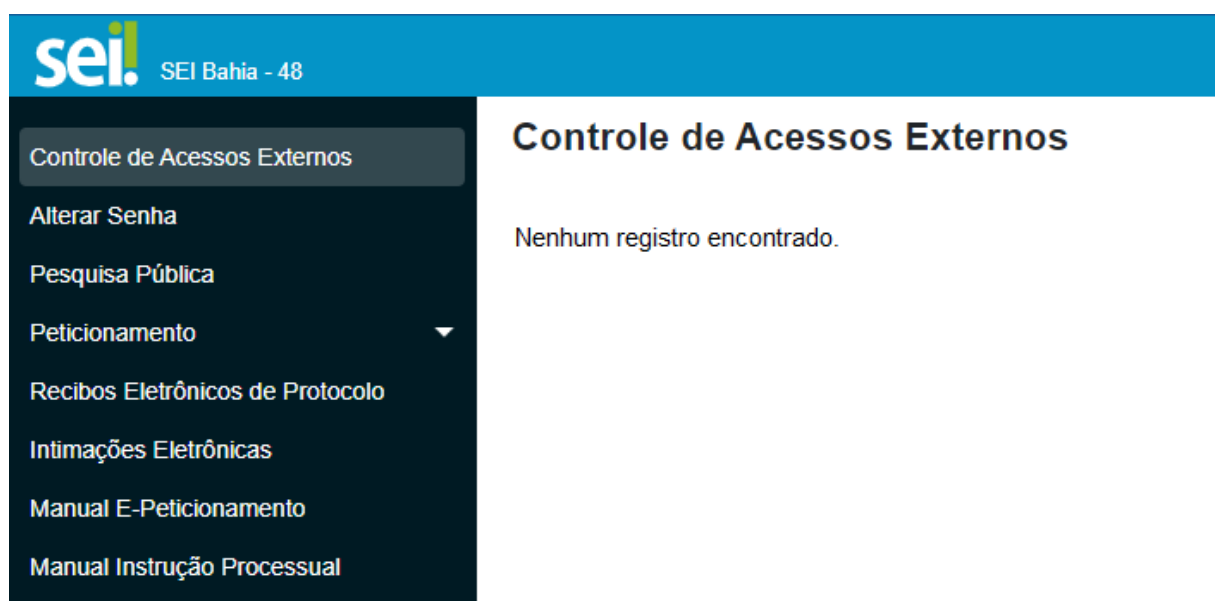 sei! SEI Bahia - 48
Controle de Acessos Externos
Alterar Senha
Pesquisa Pública
Peticionamento
Recibos Eletrônicos de Protocolo
Intimações Eletrônicas
Manual E-Peticionamento
Manual Instrução Processual
Controle de Acessos Externos
Nenhum registro encontrado.